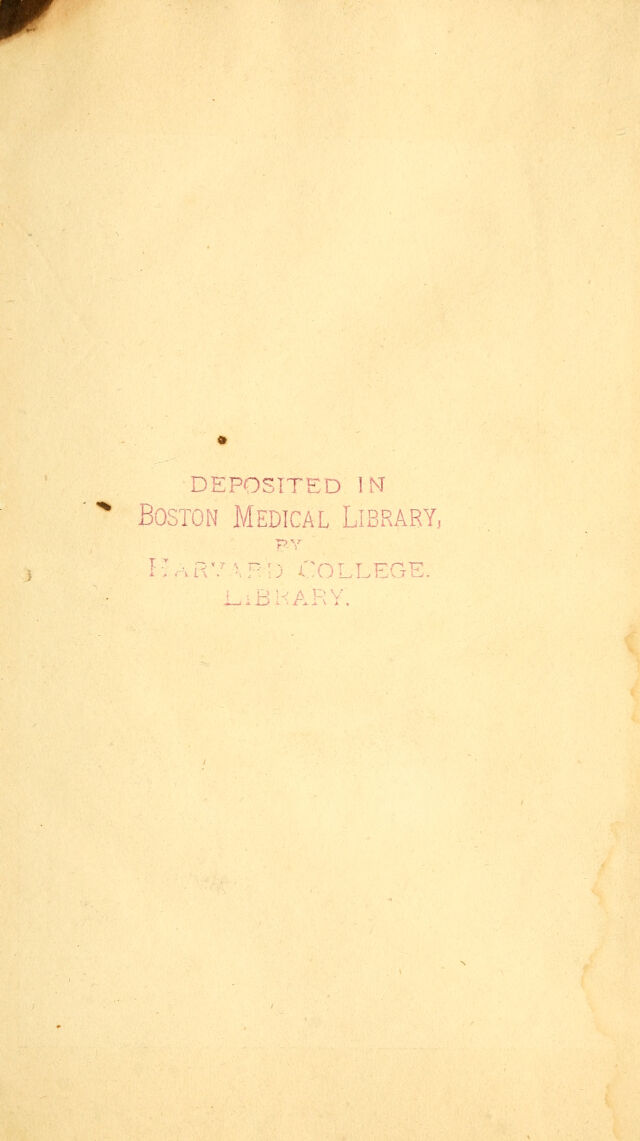 DEPOSITED IN
BOSTON MEDICAL LIBRARY,
BY
HARVARD COLLEGE.
LIBRARY.